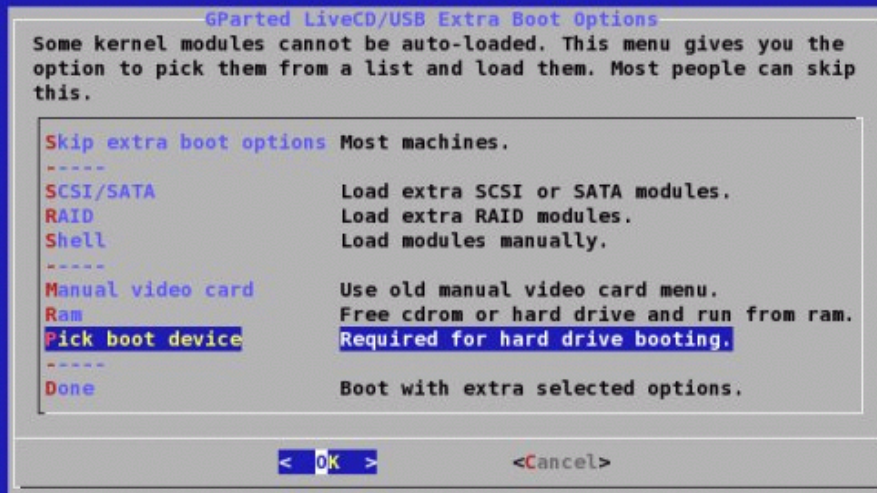 GParted LiveCD/USB Extra Boot Options
Some kernel modules cannot be auto-loaded. This menu gives you the
option to pick them from a list and load them. Most people can skip
this.
Skip extra boot options Most machines.
-----
SCSI/SATA Load extra SCSI or SATA modules.
RAID Load extra RAID modules.
Shell Load modules manually.
-----
Manual video card Use old manual video card menu.
Ram Free cdrom or hard drive and run from ram.
Pick boot device Required for hard drive booting.
-----
Done Boot with extra selected options.
< OK > <Cancel>